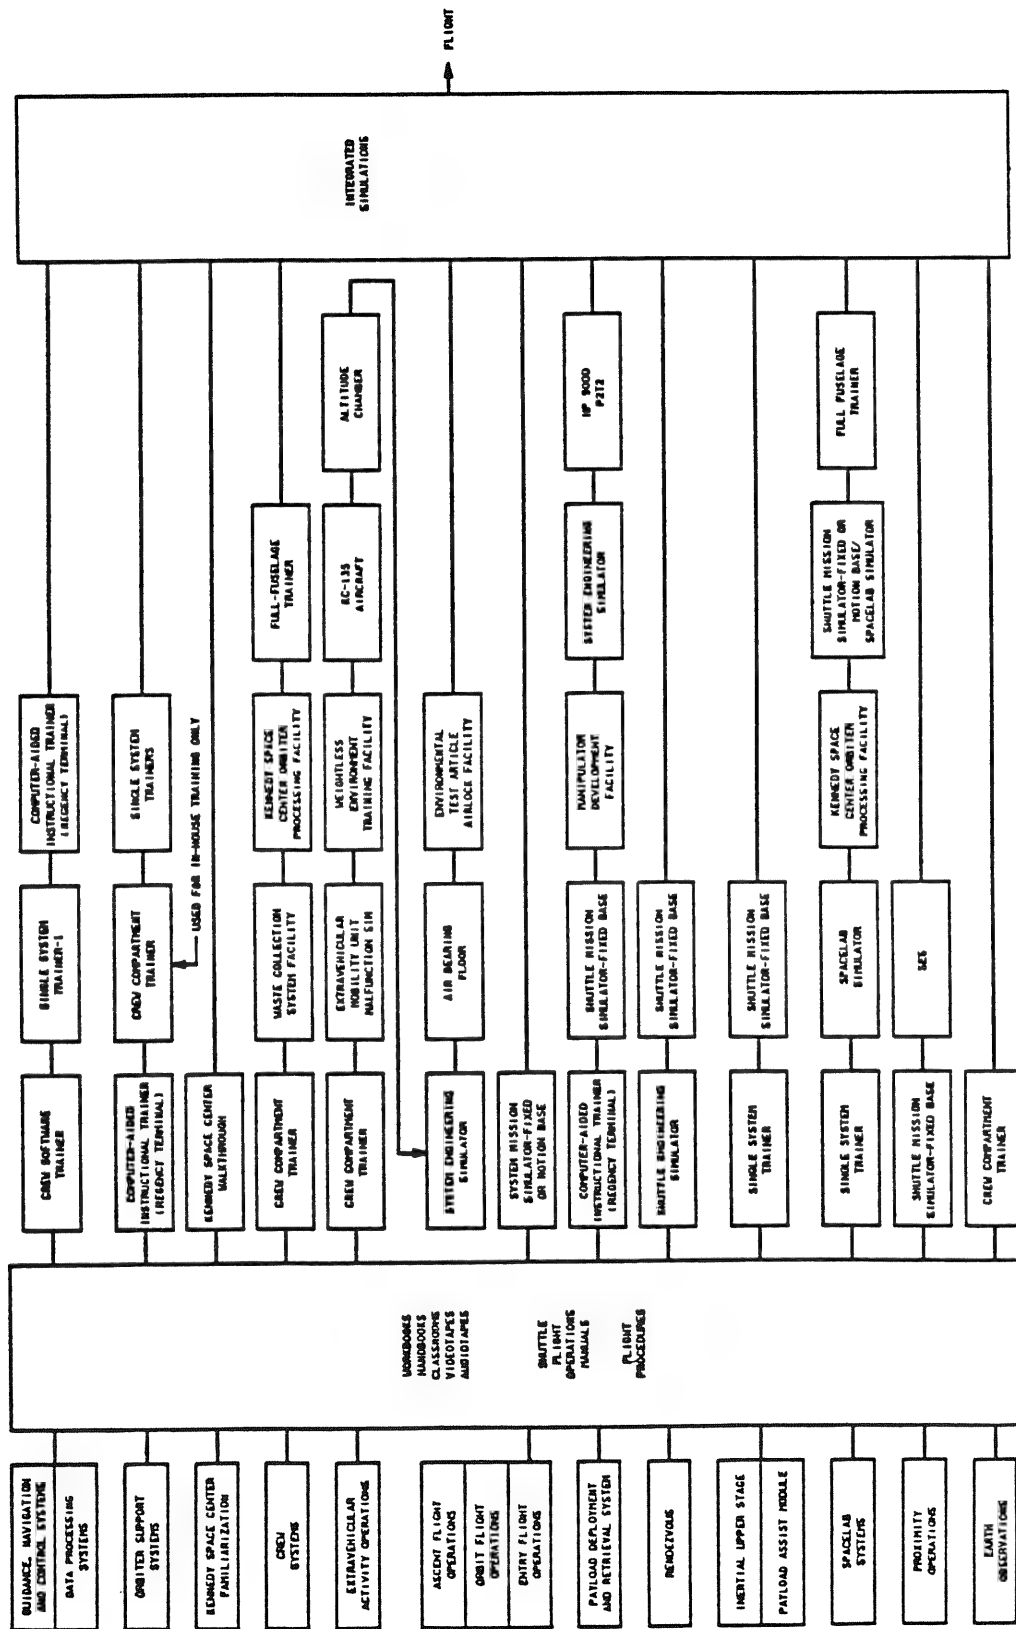 GUIDANCE, NAVIGATION
AND CONTROL SYSTEMS
DATA PROCESSING
SYSTEMS
ORBITER SUPPORT
SYSTEMS
KENNEDY SPACE CENTER
FAMILIARIZATION
CREW
SYSTEMS
EXTRAVEHICULAR
ACTIVITY OPERATIONS
ASCENT FLIGHT
OPERATIONS
ORBIT FLIGHT
OPERATIONS
ENTRY FLIGHT
OPERATIONS
PAYLOAD DEPLOYMENT
AND RETRIEVAL SYSTEM
RENDEZVOUS
INERTIAL UPPER STAGE
PAYLOAD ASSIST MODULE
SPACELAB
SYSTEMS
PROXIMITY
OPERATIONS
EARTH
OBSERVATIONS
WORKBOOKS
HANDBOOKS
CLASSROOMS
VIDEOTAPES
AUDIOTAPES
SHUTTLE
FLIGHT
OPERATIONS
MANUALS
FLIGHT
PROCEDURES
CREW SOFTWARE
TRAINER
SINGLE SYSTEM
TRAINER-1
COMPUTER-AIDED
INSTRUCTIONAL TRAINER
(REGENCY TERMINAL)
COMPUTER-AIDED
INSTRUCTIONAL TRAINER
(REGENCY TERMINAL)
CREW COMPARTMENT
TRAINER
SINGLE SYSTEM
TRAINERS
USED FOR IN-HOUSE TRAINING ONLY
KENNEDY SPACE CENTER
WALKTHROUGH
CREW COMPARTMENT
TRAINER
WASTE COLLECTION
SYSTEM FACILITY
KENNEDY SPACE
CENTER ORBITER
PROCESSING FACILITY
FULL-FUSELAGE
TRAINER
CREW COMPARTMENT
TRAINER
EXTRAVEHICULAR
MOBILITY UNIT
MALFUNCTION SIM
WEIGHTLESS
ENVIRONMENT
TRAINING FACILITY
KC-135
AIRCRAFT
ALTITUDE
CHAMBER
SYSTEM ENGINEERING
SIMULATOR
AIR BEARING
FLOOR
ENVIRONMENTAL
TEST ARTICLE
AIRLOCK FACILITY
SYSTEM MISSION
SIMULATOR-FIXED
OR MOTION BASE
COMPUTER-AIDED
INSTRUCTIONAL TRAINER
(REGENCY TERMINAL)
SHUTTLE MISSION
SIMULATOR-FIXED BASE
MANIPULATOR
DEVELOPMENT
FACILITY
SYSTEM ENGINEERING
SIMULATOR
HP 9000
P2T2
SHUTTLE ENGINEERING
SIMULATOR
SHUTTLE MISSION
SIMULATOR-FIXED BASE
SINGLE SYSTEM
TRAINER
SHUTTLE MISSION
SIMULATOR-FIXED BASE
SINGLE SYSTEM
TRAINER
SPACELAB
SIMULATOR
KENNEDY SPACE
CENTER ORBITER
PROCESSING FACILITY
SHUTTLE MISSION
SIMULATOR-FIXED OR
MOTION BASE/
SPACELAB SIMULATOR
FULL FUSELAGE
TRAINER
SHUTTLE MISSION
SIMULATOR-FIXED BASE
SES
CREW COMPARTMENT
TRAINER
INTEGRATED
SIMULATIONS
FLIGHT